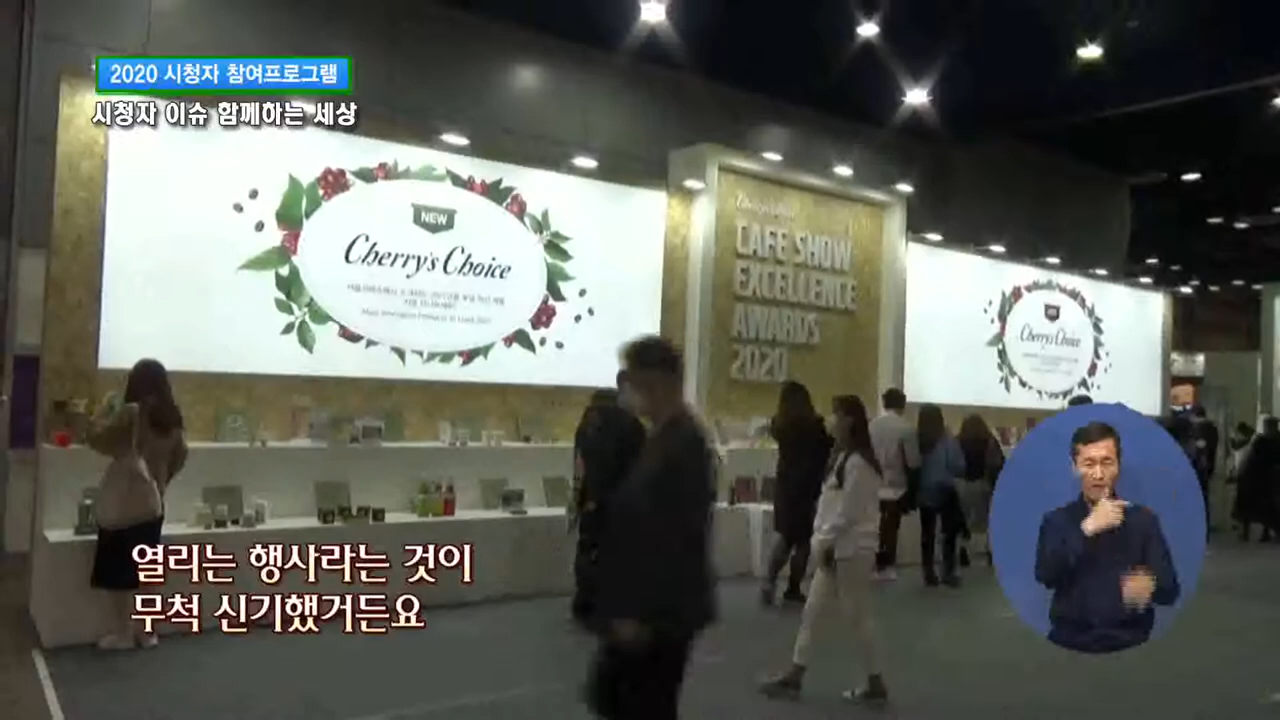 2020 시청자 참여프로그램
시청자 이슈 함께하는 세상
NEW
Cherry's Choice
CAFE SHOW
EXCELLENCE
AWARDS
2020
Cherry's Choice
열리는 행사라는 것이
무척 신기했거든요